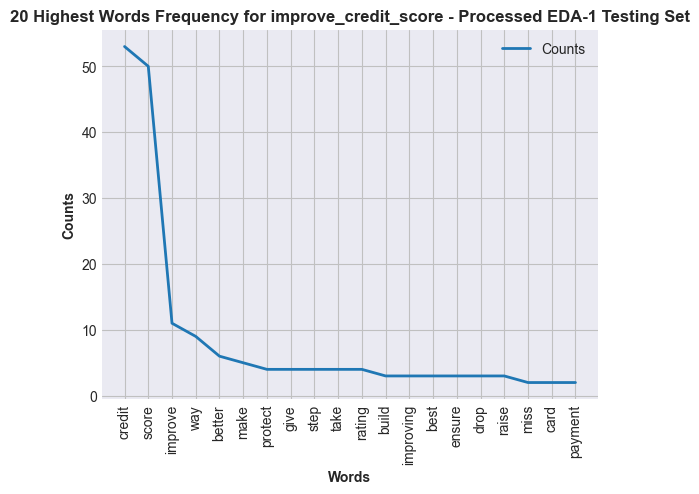 20 Highest Words Frequency for improve_credit_score - Processed EDA-1 Testing Set
Counts
50
40
30
20
10
0
Counts
credit
score
improve
way
better
make
protect
give
step
take
rating
build
improving
best
ensure
drop
raise
miss
card
payment
Words